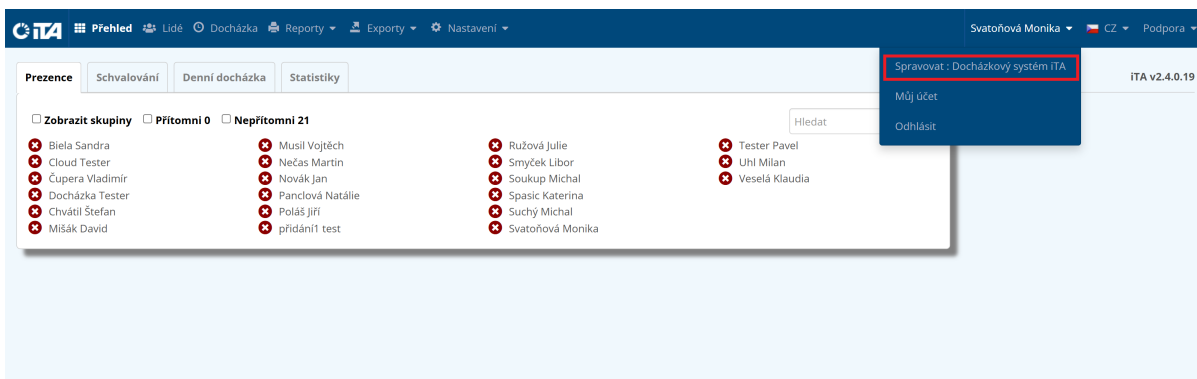 iTA Přehled Lidé Docházka Reporty Exporty Nastavení Svatoňová Monika CZ Podpora
Spravovat : Docházkový systém iTA
Můj účet
Odhlásit
Prezence Schvalování Denní docházka Statistiky iTA v2.4.0.19
Zobrazit skupiny Přítomni 0 Nepřítomni 21 Hledat
Biela Sandra Musil Vojtěch Ružová Julie Tester Pavel
Cloud Tester Nečas Martin Smyček Libor Uhl Milan
Čupera Vladimír Novák Jan Soukup Michal Veselá Klaudia
Docházka Tester Panclová Natálie Spasic Katerina
Chvátil Štefan Poláš Jiří Suchý Michal
Mišák David přidání1 test Svatoňová Monika